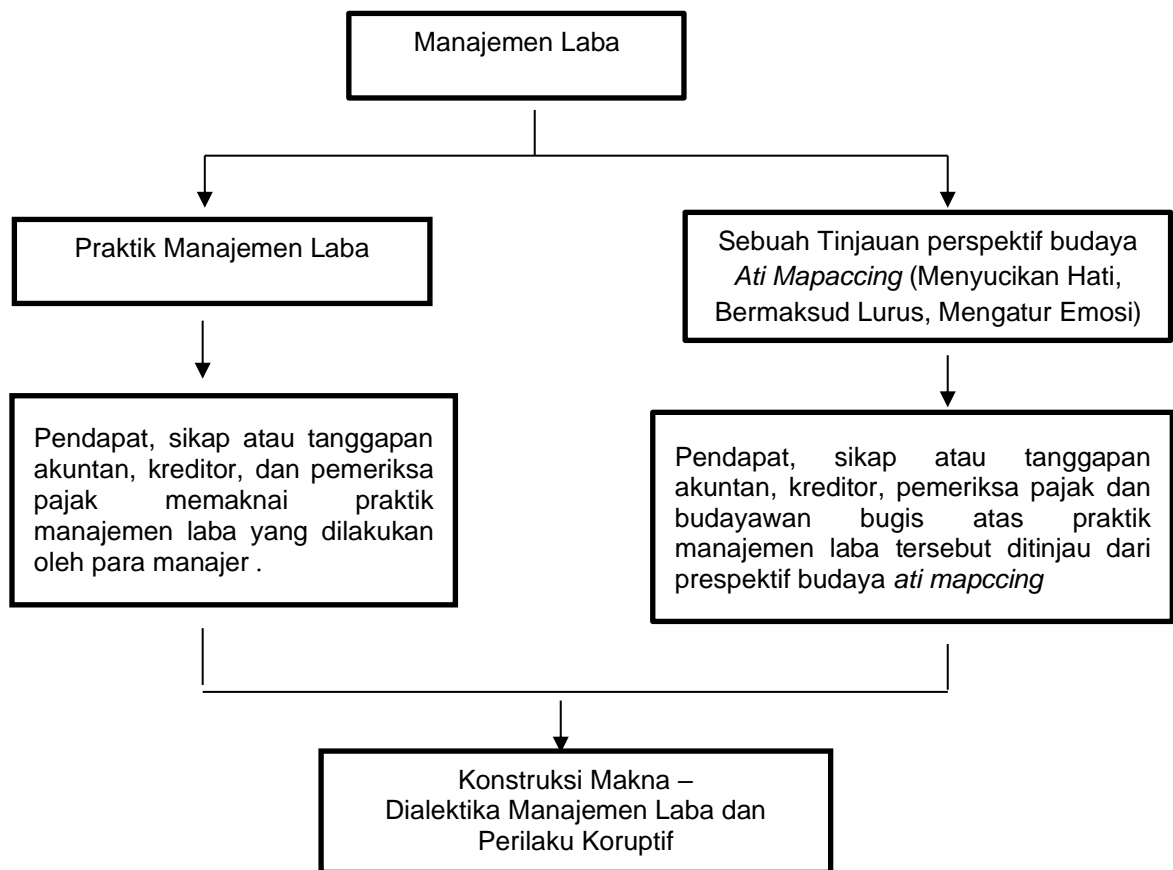 Manajemen Laba
Praktik Manajemen Laba
Sebuah Tinjauan perspektif budaya
Ati Mapaccing (Menyucikan Hati,
Bermaksud Lurus, Mengatur Emosi)
Pendapat, sikap atau tanggapan
akuntan, kreditor, dan pemeriksa
pajak memaknai praktik
manajemen laba yang dilakukan
oleh para manajer .
Pendapat, sikap atau tanggapan
akuntan, kreditor, pemeriksa pajak dan
budayawan bugis atas praktik
manajemen laba tersebut ditinjau dari
prespektif budaya ati mapccing
Konstruksi Makna –
Dialektika Manajemen Laba dan
Perilaku Koruptif